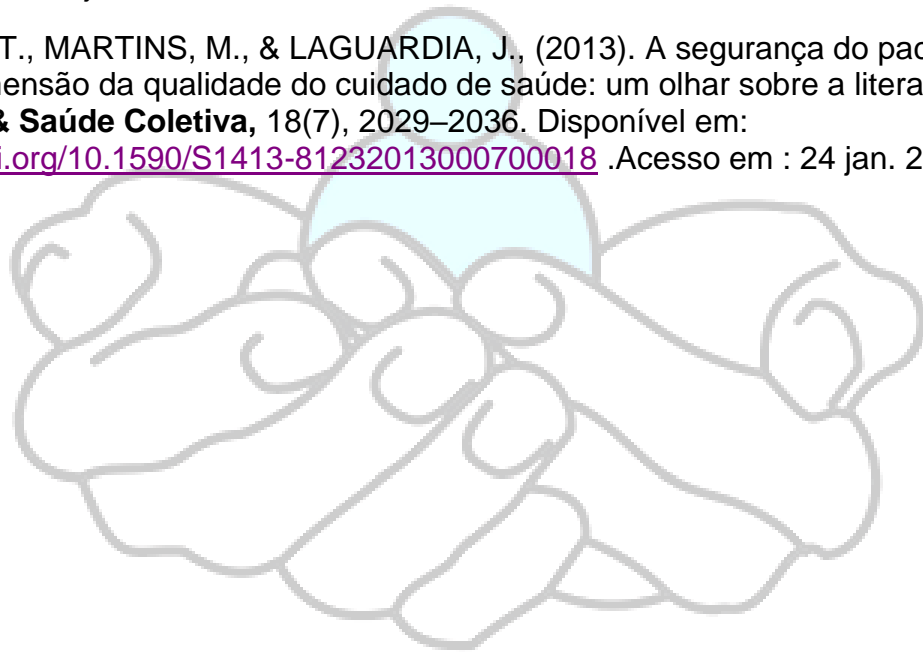 T., MARTINS, M., & LAGUARDIA, J., (2013). A segurança do pac
ensão da qualidade do cuidado de saúde: um olhar sobre a litera
& Saúde Coletiva, 18(7), 2029–2036. Disponível em:
i.org/10.1590/S1413-81232013000700018 .Acesso em : 24 jan. 2